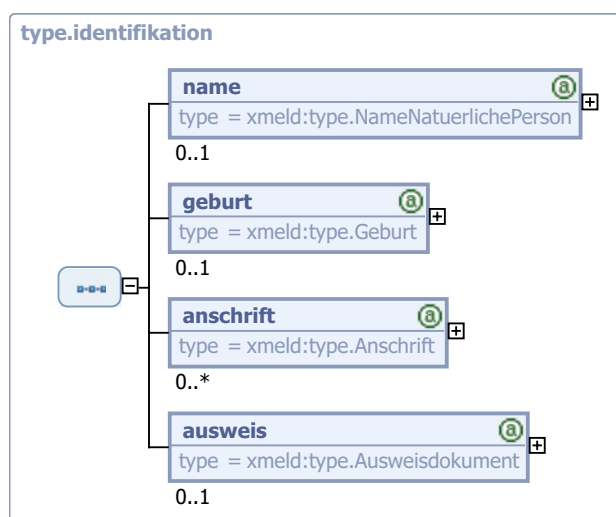 type.identifikation
name
type = xmeld:type.NameNatuerlichePerson
0..1
geburt
type = xmeld:type.Geburt
0..1
anschrift
type = xmeld:type.Anschrift
0..*
ausweis
type = xmeld:type.Ausweisdokument
0..1